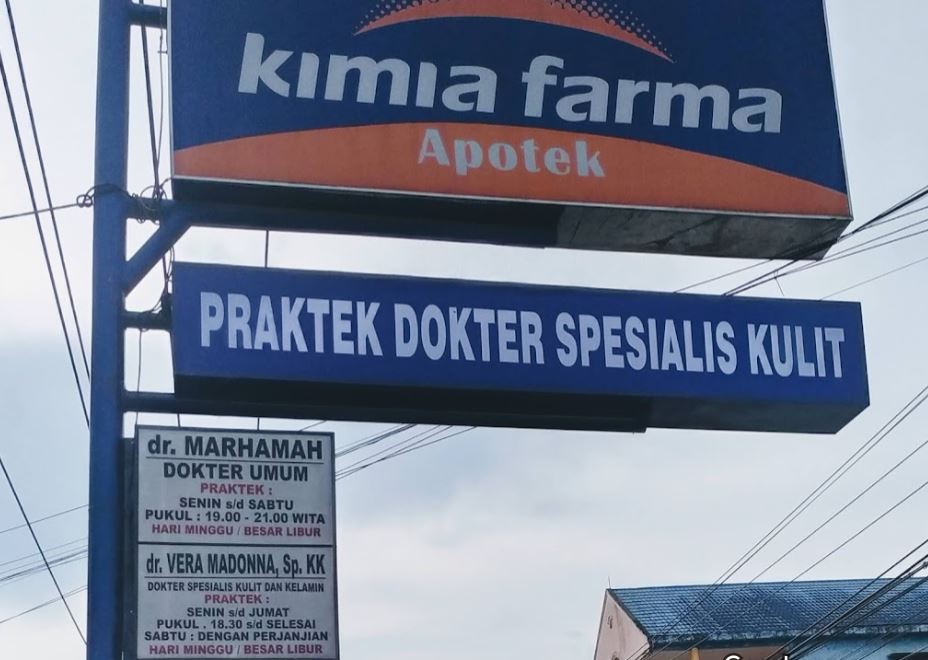 kimia farma
Apotek
PRAKTEK DOKTER SPESIALIS KULIT
dr. MARHAMAH
DOKTER UMUM
PRAKTEK :
SENIN s/d SABTU
PUKUL : 19.00 - 21.00 WITA
HARI MINGGU / BESAR LIBUR
dr. VERA MADONNA, Sp. KK
DOKTER SPESIALIS KULIT DAN KELAMIN
PRAKTEK :
SENIN s/d JUMAT
PUKUL . 18.30 s/d SELESAI
SABTU : DENGAN PERJANJIAN
HARI MINGGU / BESAR LIBUR